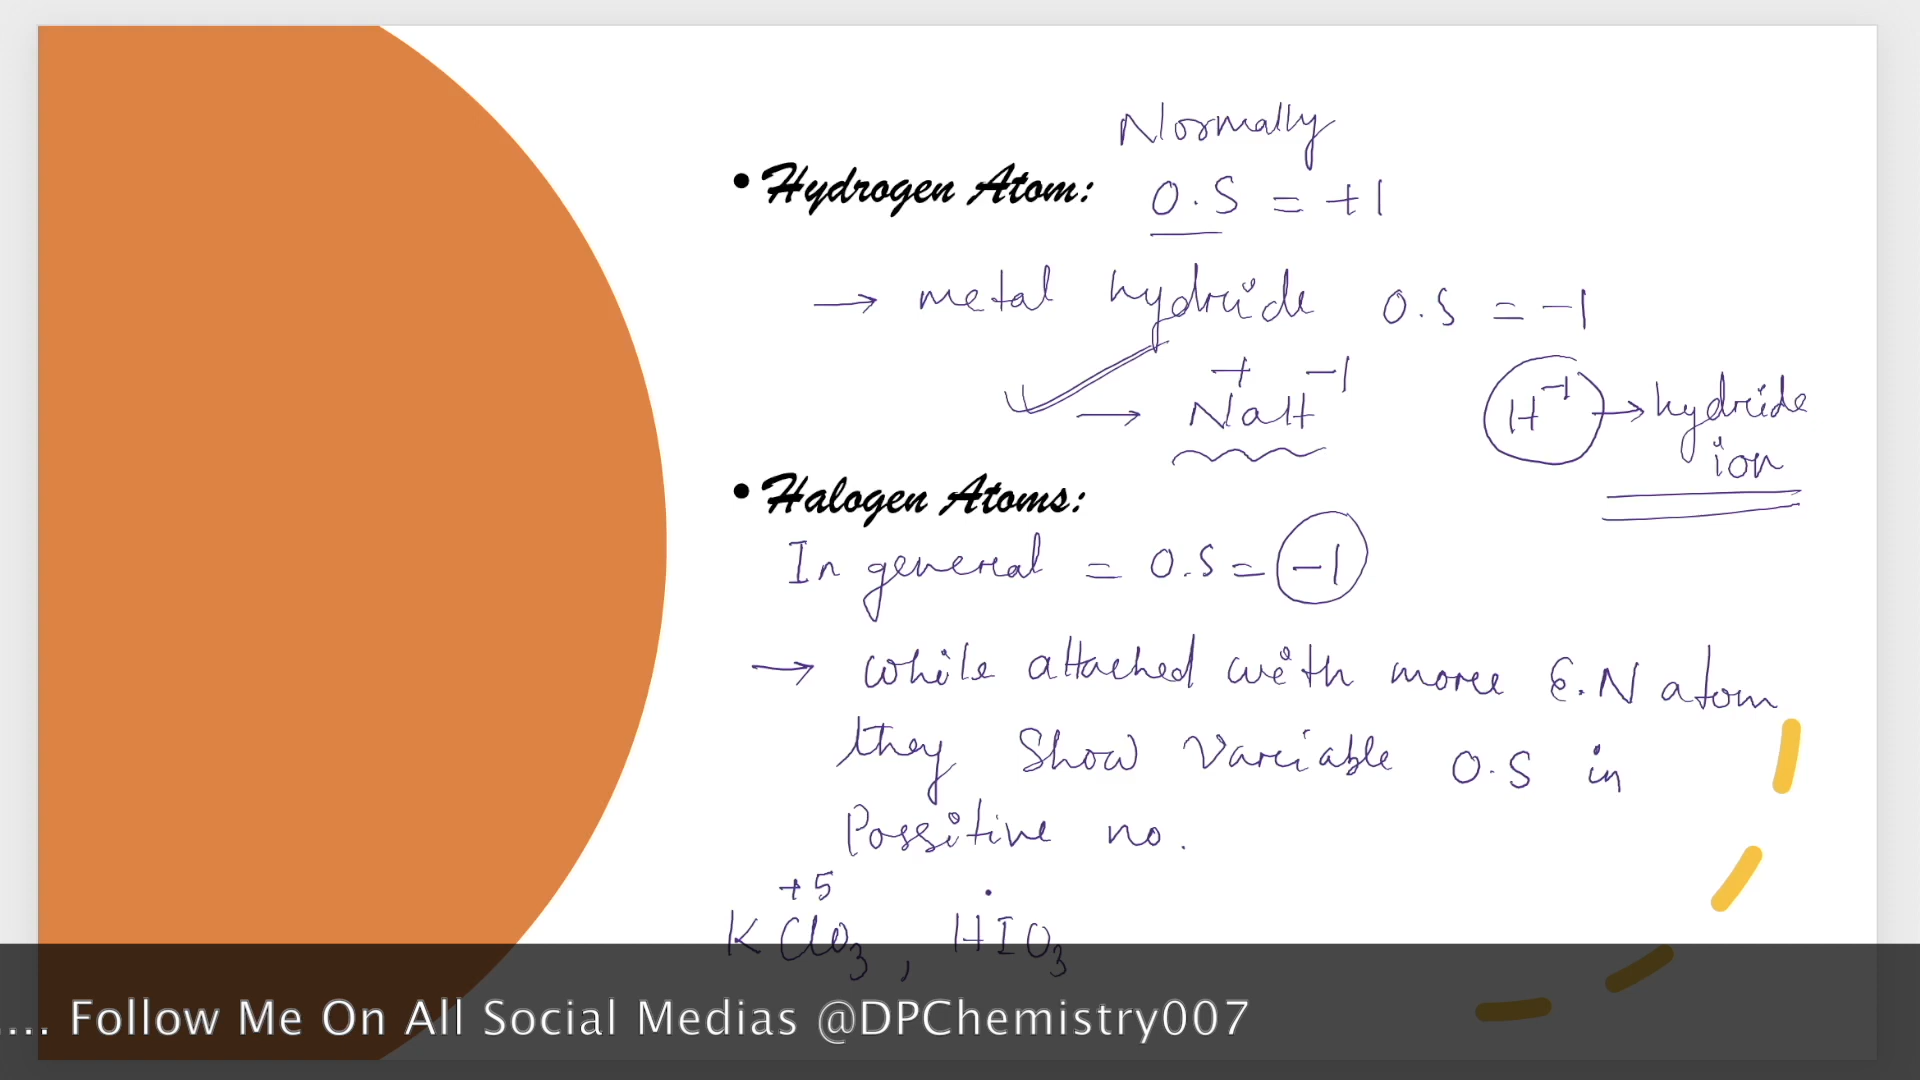 Normally
• Hydrogen Atom: O.S = +1
→ metal hydride O.S = -1
+ -1
→ NaH
H⁻¹ → hydride
ion
• Halogen Atoms:
In general = O.S = -1
→ while attached with more E.N atom
they Show Variable O.S in
Possitive no.
+5
KClO₃, HIO₃
.... Follow Me On All Social Medias @DPChemistry007